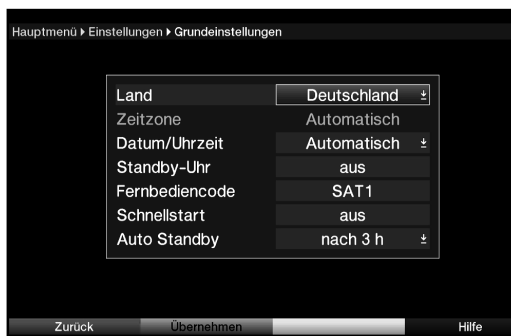 Hauptmenü ▸ Einstellungen ▸ Grundeinstellungen
Land Deutschland
Zeitzone Automatisch
Datum/Uhrzeit Automatisch
Standby-Uhr aus
Fernbediencode SAT1
Schnellstart aus
Auto Standby nach 3 h
Zurück Übernehmen Hilfe